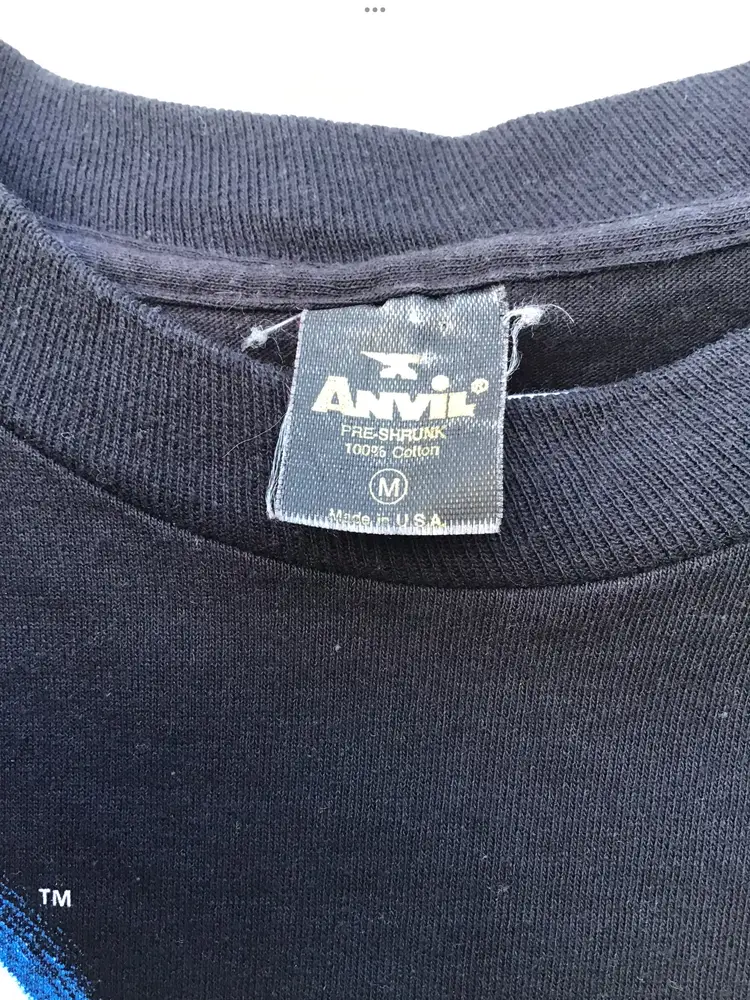 ANViL®
PRE-SHRUNK
100% Cotton
M
Made in U.S.A.
TM